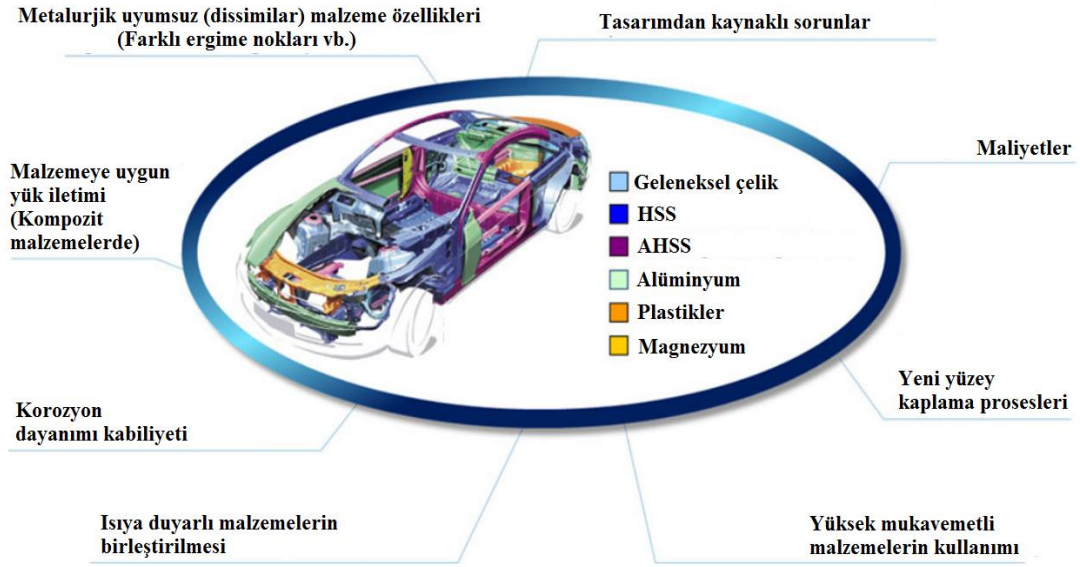 Metalurjik uyumsuz (dissimilar) malzeme özellikleri
(Farklı ergime nokları vb.)
Tasarımdan kaynaklı sorunlar
Maliyetler
Malzemeye uygun
yük iletimi
(Kompozit
malzemelerde)
Geleneksel çelik
HSS
AHSS
Alüminyum
Plastikler
Magnezyum
Yeni yüzey
kaplama prosesleri
Korozyon
dayanımı kabiliyeti
Isıya duyarlı malzemelerin
birleştirilmesi
Yüksek mukavemetli
malzemelerin kullanımı